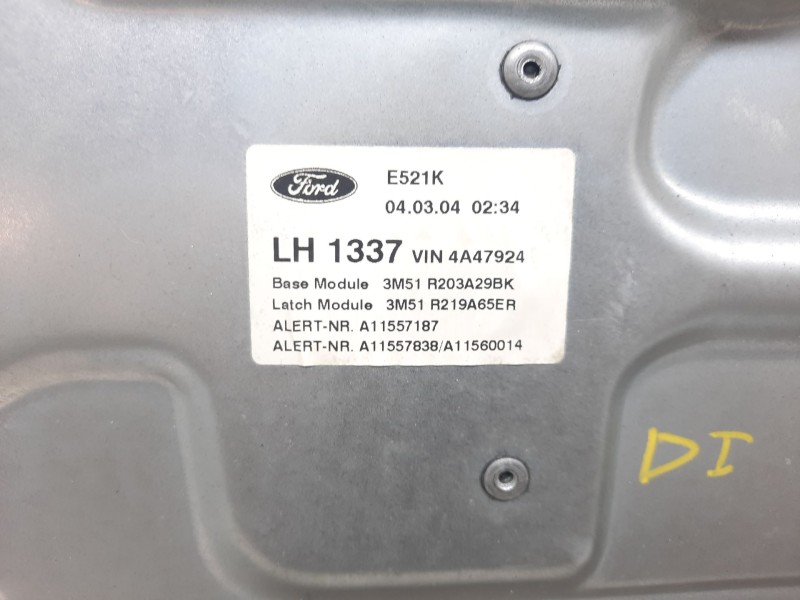 Ford
E521K
04.03.04 02:34
LH 1337 VIN 4A47924
Base Module 3M51 R203A29BK
Latch Module 3M51 R219A65ER
ALERT-NR. A11557187
ALERT-NR. A11557838/A11560014
DI